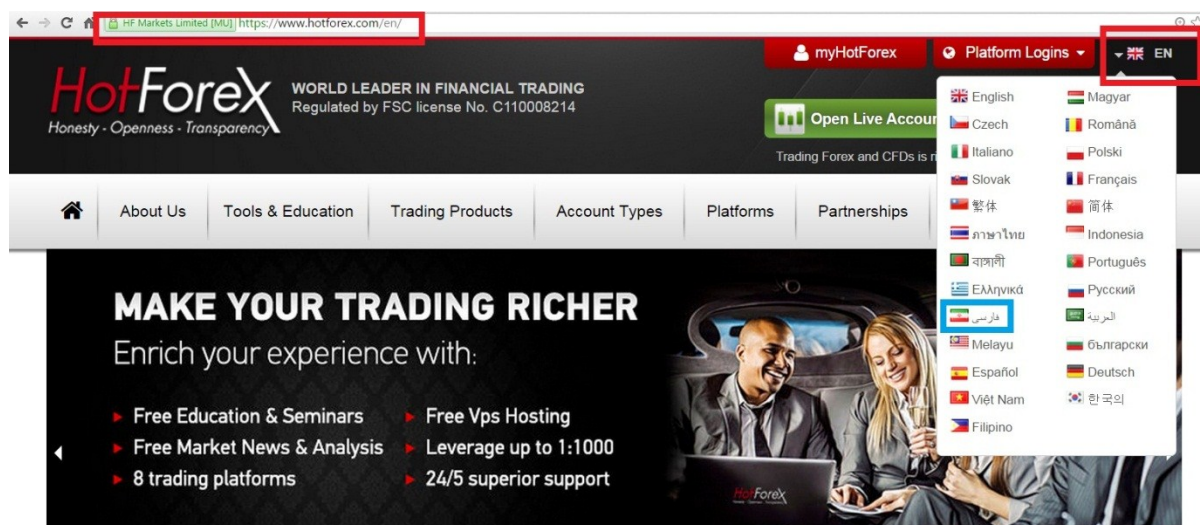 HF Markets Limited [MU] https://www.hotforex.com/en/
myHotForex
Platform Logins
EN
HotForex
Honesty - Openness - Transparency
WORLD LEADER IN FINANCIAL TRADING
Regulated by FSC license No. C110008214
Open Live Accou
Trading Forex and CFDs is
English
Magyar
Czech
Română
Italiano
Polski
Slovak
Français
繁体
简体
ภาษาไทย
Indonesia
বাঙ্গালী
Português
Ελληνικά
Русский
فارسی
العربية
Melayu
български
Español
Deutsch
Việt Nam
한국의
Filipino
About Us
Tools & Education
Trading Products
Account Types
Platforms
Partnerships
MAKE YOUR TRADING RICHER
Enrich your experience with:
Free Education & Seminars
Free Vps Hosting
Free Market News & Analysis
Leverage up to 1:1000
8 trading platforms
24/5 superior support
HotForex